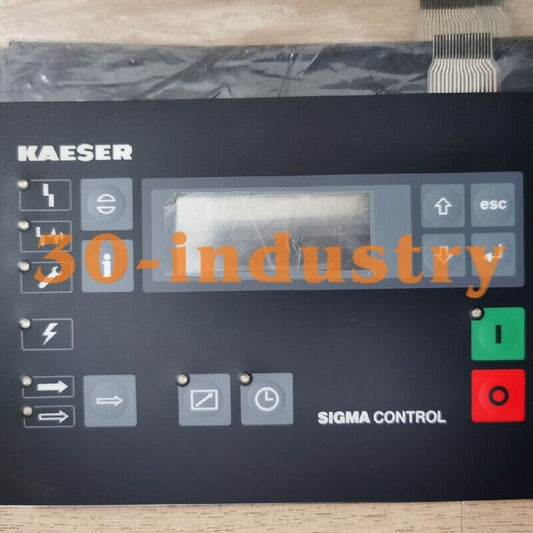 KAESER
esc
i
30-industry
I
O
SIGMA CONTROL